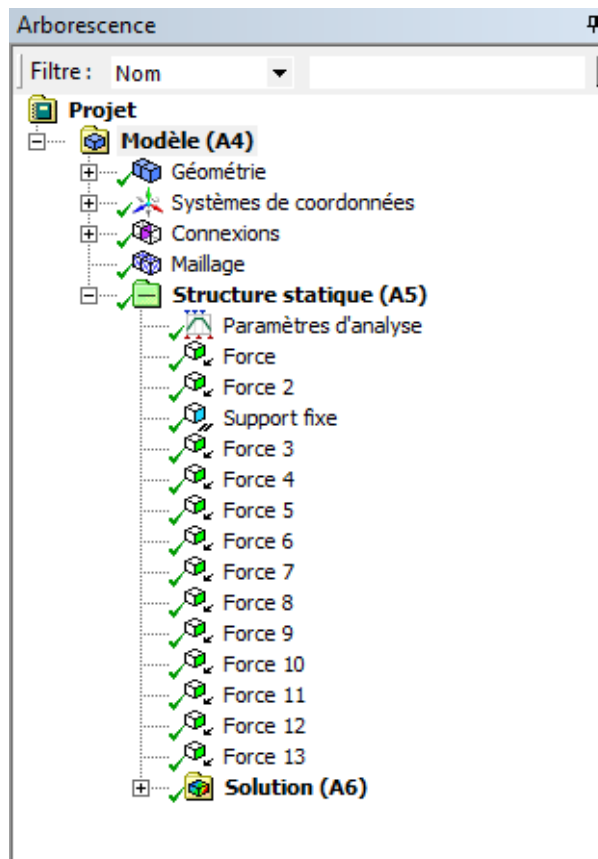 Arborescence
Filtre : Nom
Projet
Modèle (A4)
Géométrie
Systèmes de coordonnées
Connexions
Maillage
Structure statique (A5)
Paramètres d'analyse
Force
Force 2
Support fixe
Force 3
Force 4
Force 5
Force 6
Force 7
Force 8
Force 9
Force 10
Force 11
Force 12
Force 13
Solution (A6)